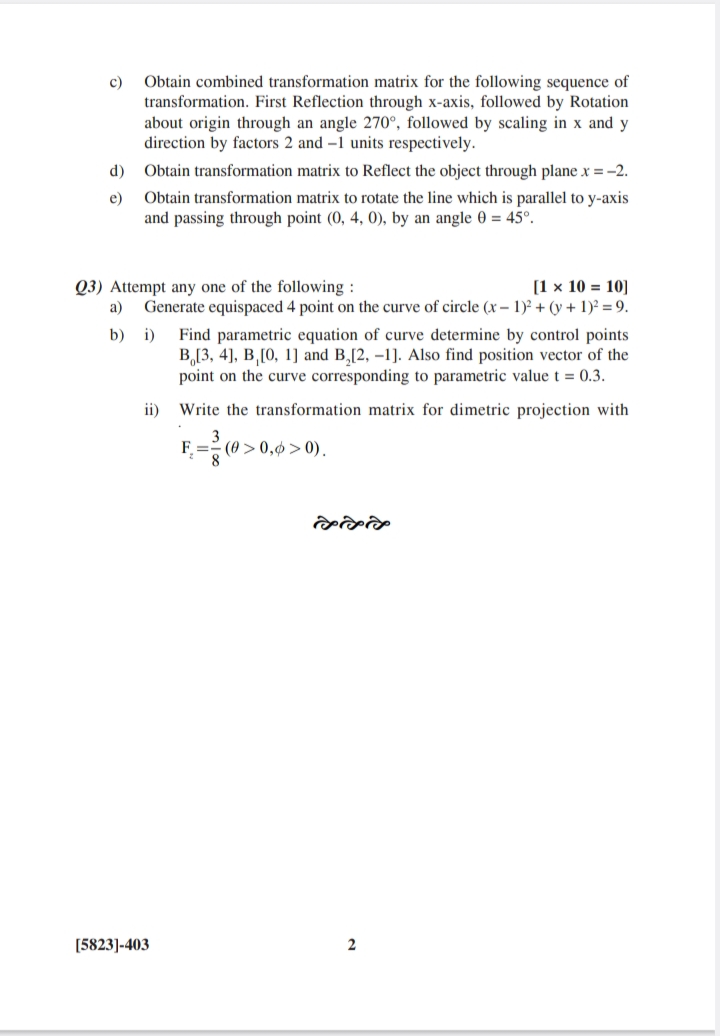 c) Obtain combined transformation matrix for the following sequence of
transformation. First Reflection through x-axis, followed by Rotation
about origin through an angle 270°, followed by scaling in x and y
direction by factors 2 and –1 units respectively.
d) Obtain transformation matrix to Reflect the object through plane x = –2.
e) Obtain transformation matrix to rotate the line which is parallel to y-axis
and passing through point (0, 4, 0), by an angle θ = 45°.
Q3) Attempt any one of the following : [1 × 10 = 10]
a) Generate equispaced 4 point on the curve of circle (x – 1)² + (y + 1)² = 9.
b) i) Find parametric equation of curve determine by control points
B₀[3, 4], B₁[0, 1] and B₂[2, –1]. Also find position vector of the
point on the curve corresponding to parametric value t = 0.3.
ii) Write the transformation matrix for dimetric projection with
F_z = 3/8 (θ > 0, ϕ > 0).
[5823]-403 2